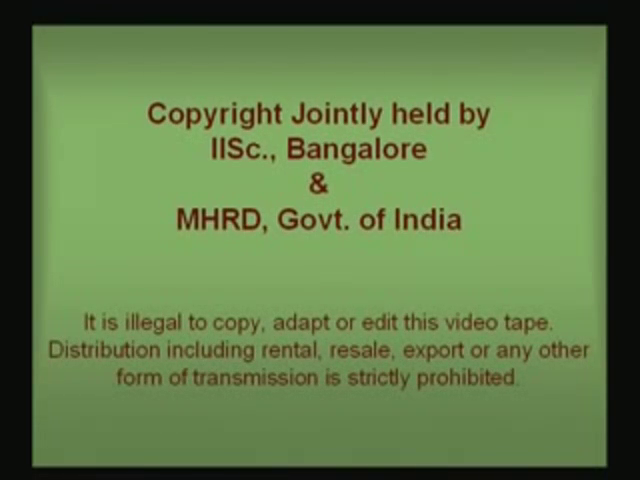 Copyright Jointly held by
IISc., Bangalore
&
MHRD, Govt. of India
It is illegal to copy, adapt or edit this video tape.
Distribution including rental, resale, export or any other
form of transmission is strictly prohibited.